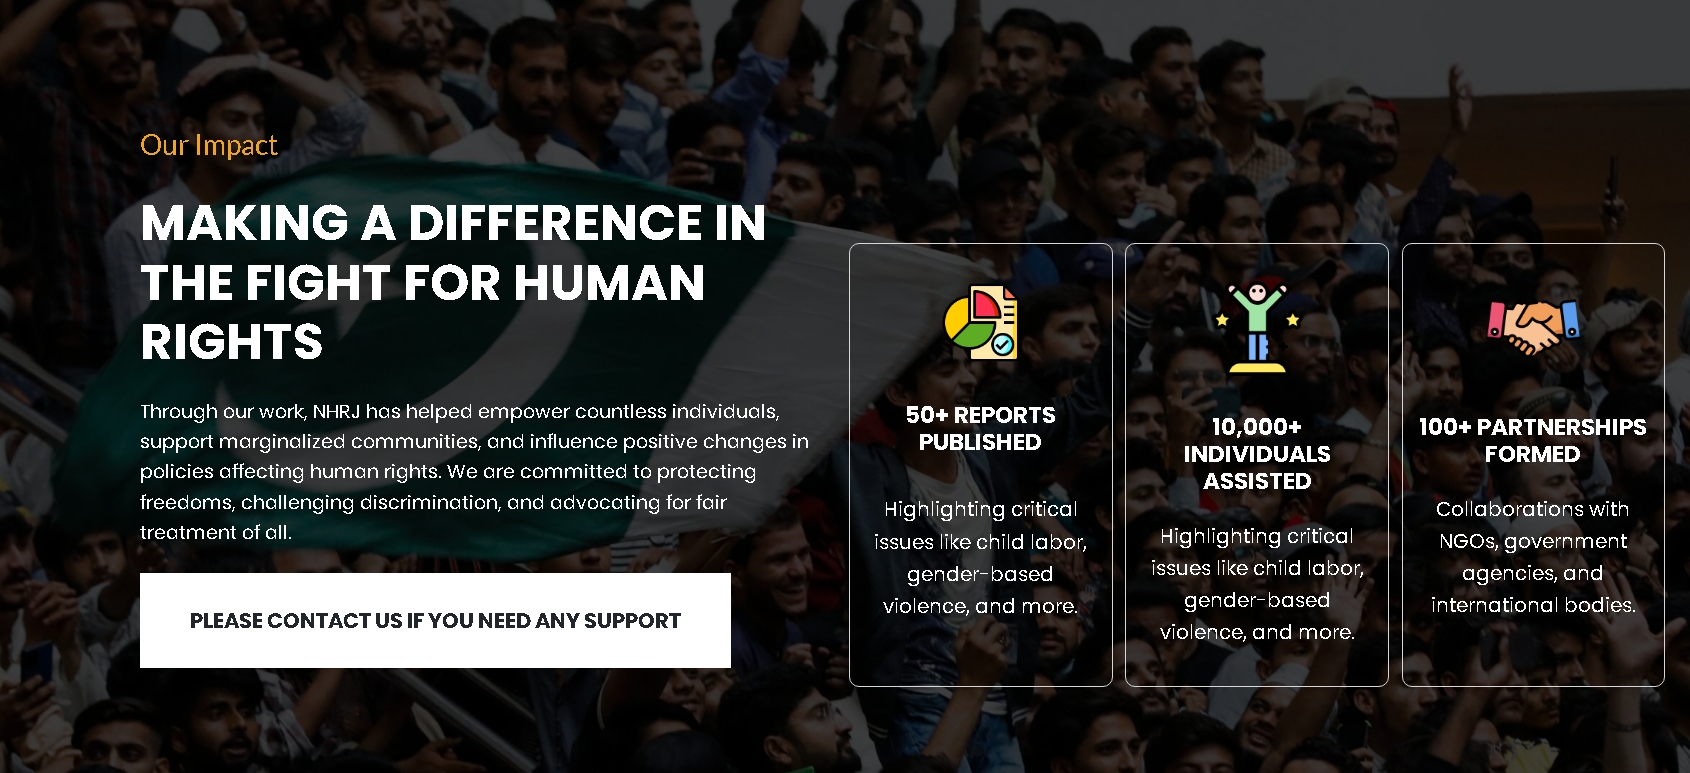 Our Impact
MAKING A DIFFERENCE IN
THE FIGHT FOR HUMAN
RIGHTS
Through our work, NHRJ has helped empower countless individuals,
support marginalized communities, and influence positive changes in
policies affecting human rights. We are committed to protecting
freedoms, challenging discrimination, and advocating for fair
treatment of all.
PLEASE CONTACT US IF YOU NEED ANY SUPPORT
50+ REPORTS
PUBLISHED
Highlighting critical
issues like child labor,
gender-based
violence, and more.
10,000+
INDIVIDUALS
ASSISTED
Highlighting critical
issues like child labor,
gender-based
violence, and more.
100+ PARTNERSHIPS
FORMED
Collaborations with
NGOs, government
agencies, and
international bodies.